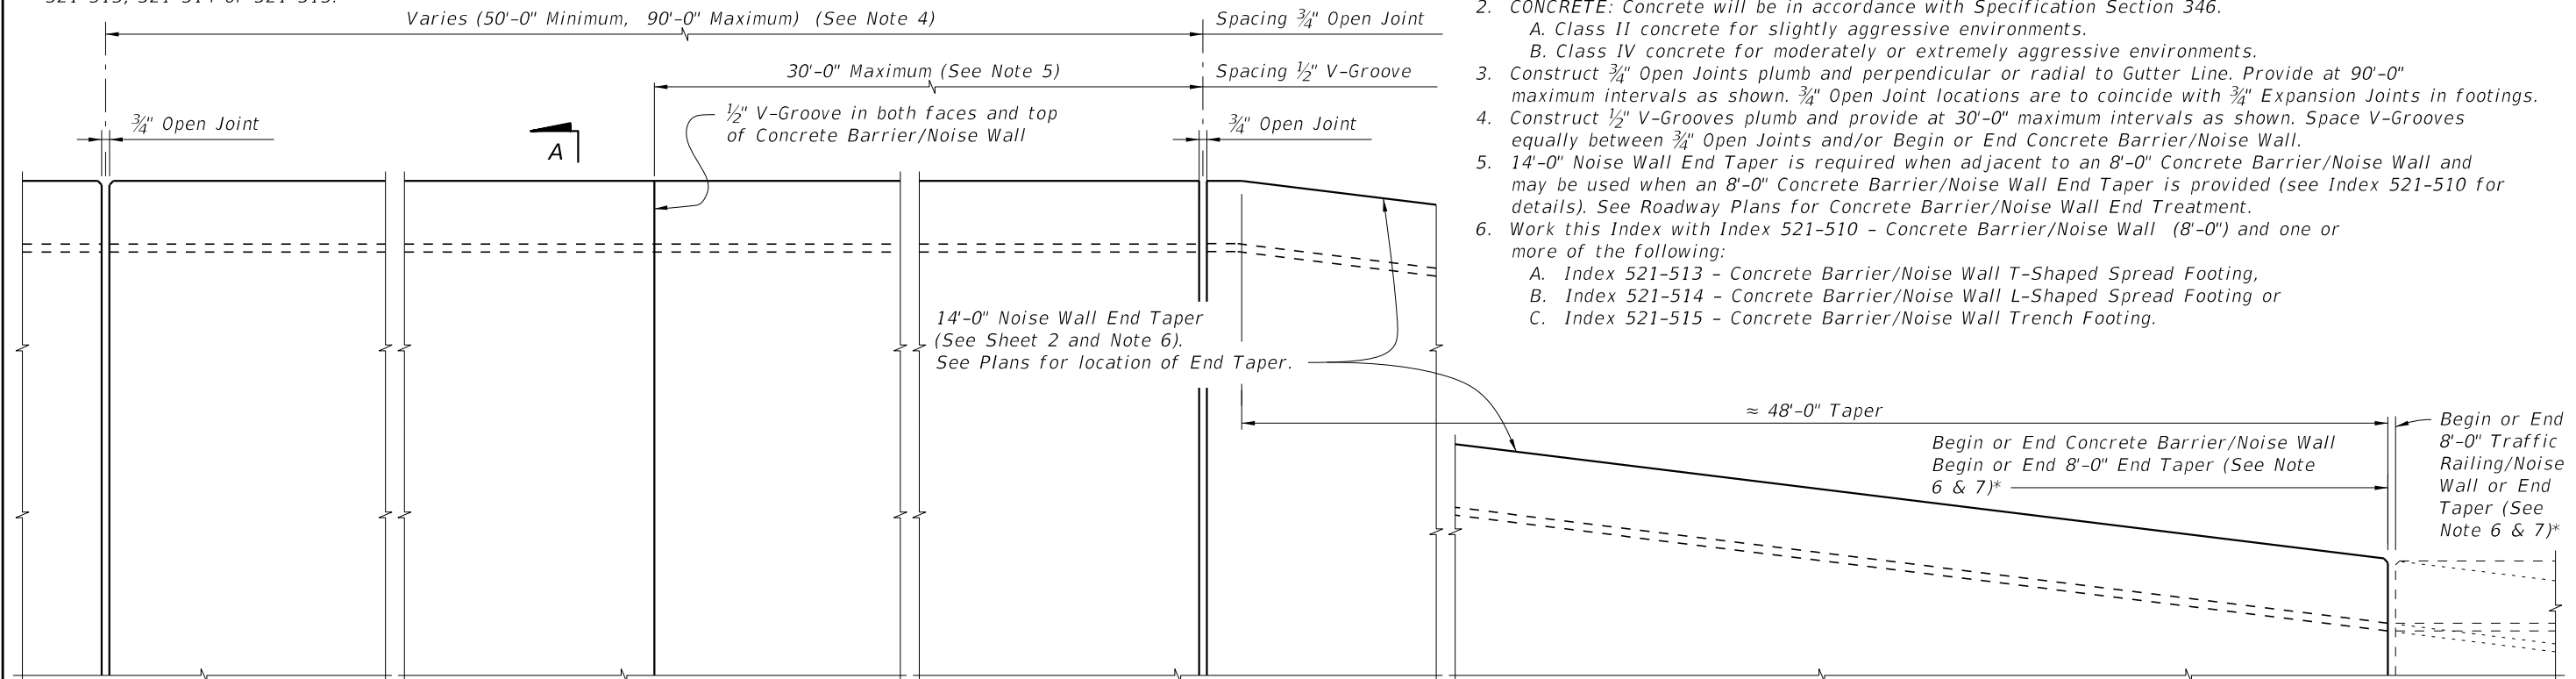 521-513, 521-514 or 521-515.
Varies (50'-0" Minimum, 90'-0" Maximum) (See Note 4)
Spacing ¾" Open Joint
30'-0" Maximum (See Note 5)
Spacing ½" V-Groove
¾" Open Joint
A
½" V-Groove in both faces and top
of Concrete Barrier/Noise Wall
¾" Open Joint
14'-0" Noise Wall End Taper
(See Sheet 2 and Note 6).
See Plans for location of End Taper.
2. CONCRETE: Concrete will be in accordance with Specification Section 346.
A. Class II concrete for slightly aggressive environments.
B. Class IV concrete for moderately or extremely aggressive environments.
3. Construct ¾" Open Joints plumb and perpendicular or radial to Gutter Line. Provide at 90'-0"
maximum intervals as shown. ¾" Open Joint locations are to coincide with ¾" Expansion Joints in footings.
4. Construct ½" V-Grooves plumb and provide at 30'-0" maximum intervals as shown. Space V-Grooves
equally between ¾" Open Joints and/or Begin or End Concrete Barrier/Noise Wall.
5. 14'-0" Noise Wall End Taper is required when adjacent to an 8'-0" Concrete Barrier/Noise Wall and
may be used when an 8'-0" Concrete Barrier/Noise Wall End Taper is provided (see Index 521-510 for
details). See Roadway Plans for Concrete Barrier/Noise Wall End Treatment.
6. Work this Index with Index 521-510 - Concrete Barrier/Noise Wall (8'-0") and one or
more of the following:
A. Index 521-513 - Concrete Barrier/Noise Wall T-Shaped Spread Footing,
B. Index 521-514 - Concrete Barrier/Noise Wall L-Shaped Spread Footing or
C. Index 521-515 - Concrete Barrier/Noise Wall Trench Footing.
≈ 48'-0" Taper
Begin or End Concrete Barrier/Noise Wall
Begin or End 8'-0" End Taper (See Note
6 & 7)*
Begin or End
8'-0" Traffic
Railing/Noise
Wall or End
Taper (See
Note 6 & 7)*